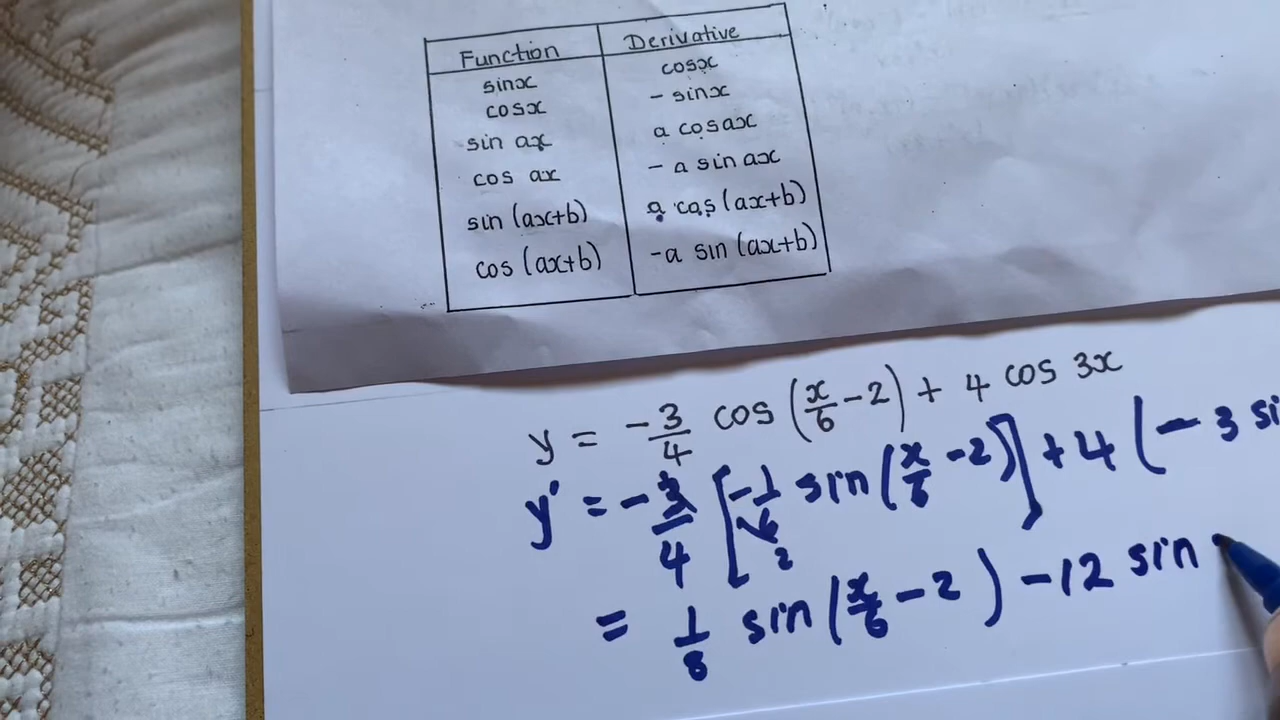 Function Derivative
sinx cosx
cosx - sinx
sin ax a cosax
cos ax - a sin ax
sin (ax+b) a cos (ax+b)
cos (ax+b) -a sin (ax+b)
y = -3/4 cos (x/6 - 2) + 4 cos 3x
y' = -3/4 [-1/6 sin (x/6 - 2)] + 4 (- 3 si
= 1/8 sin (x/6 - 2) - 12 sin